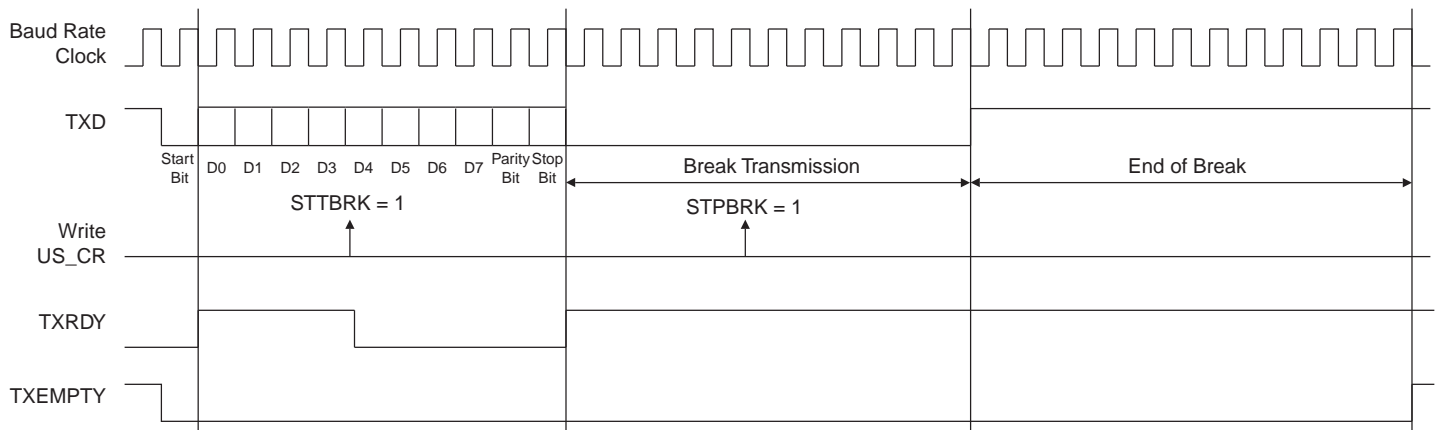 Baud Rate
Clock
TXD
Start
Bit
D0 D1 D2 D3 D4 D5 D6 D7
Parity
Bit
Stop
Bit
Break Transmission
End of Break
STTBRK = 1
STPBRK = 1
Write
US_CR
TXRDY
TXEMPTY